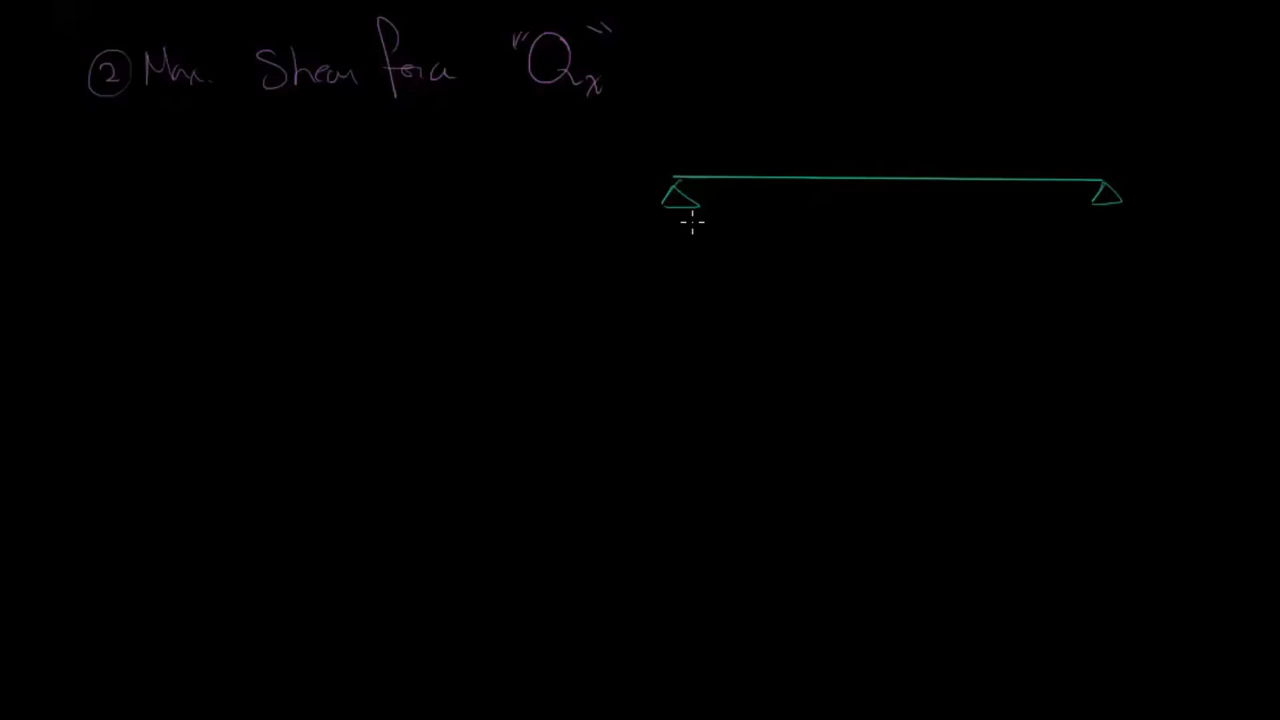 ② Max. Shear force "Qx"